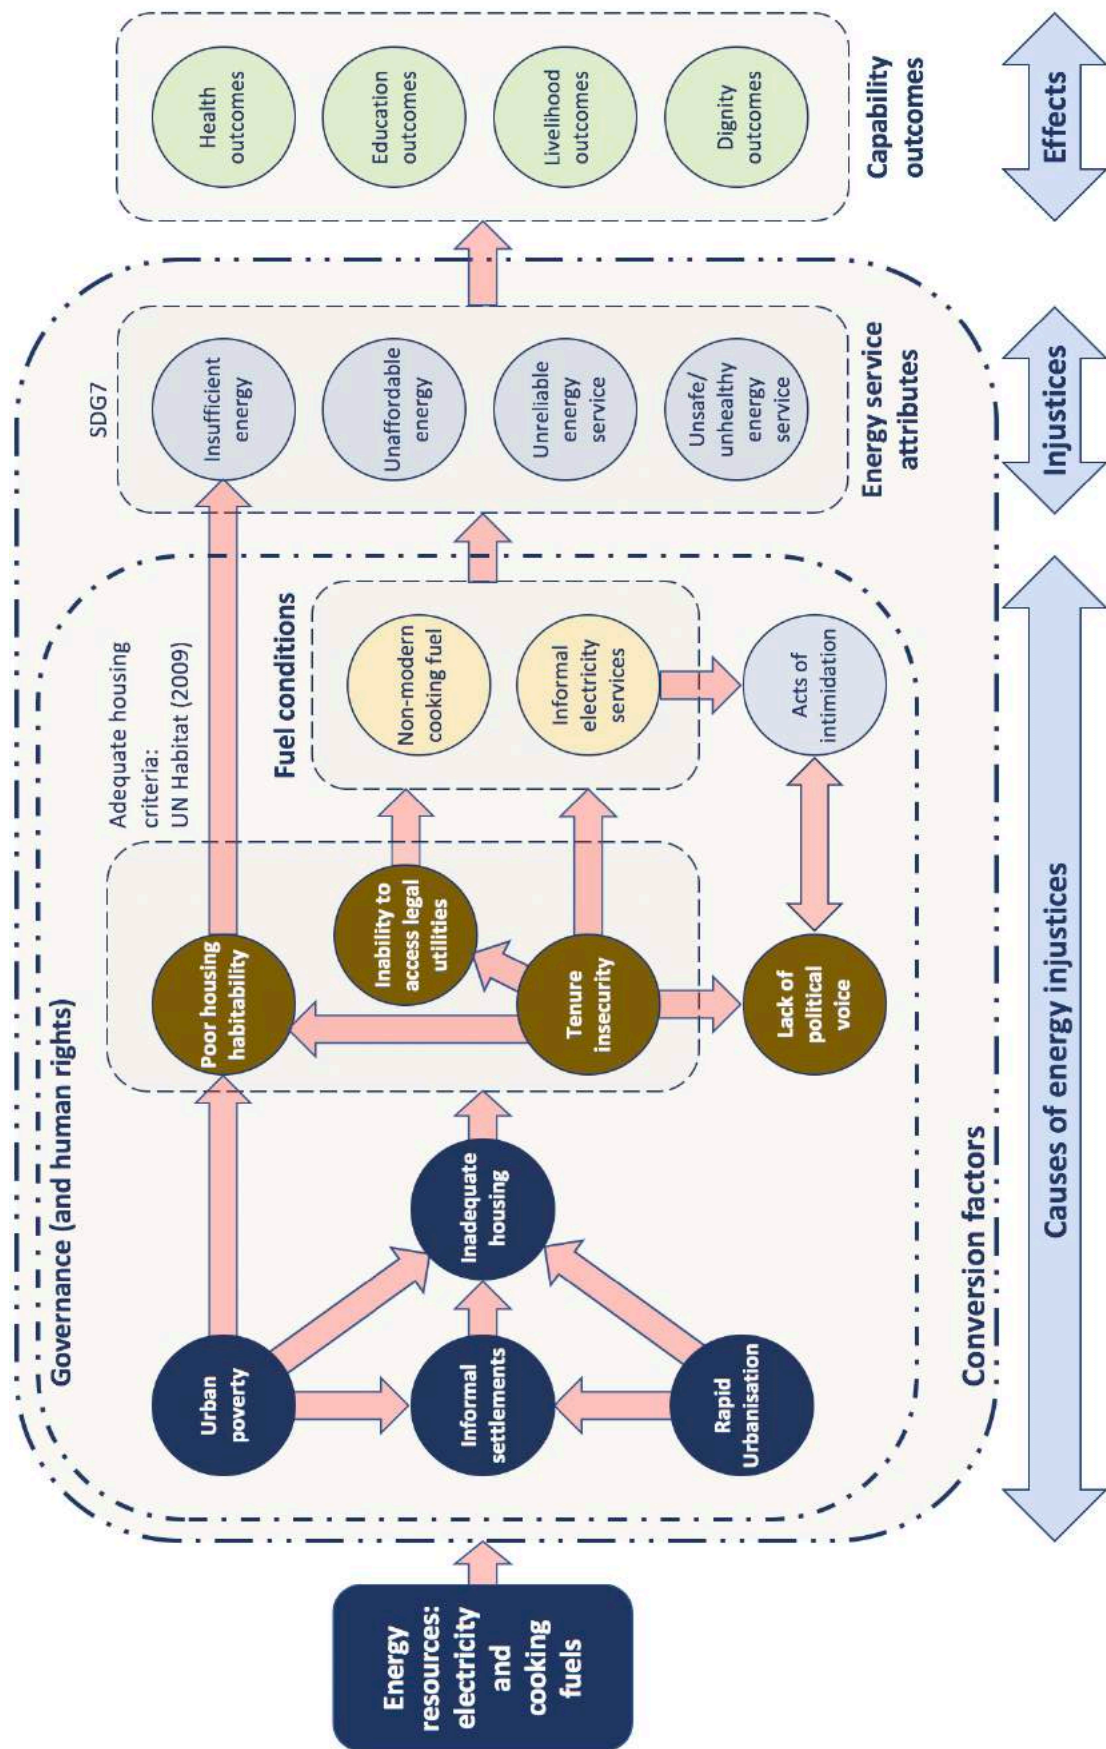 Energy
resources:
electricity
and
cooking
fuels
Governance (and human rights)
Urban
poverty
Informal
settlements
Rapid
Urbanisation
Inadequate
housing
Adequate housing
criteria:
UN Habitat (2009)
Poor housing
habitability
Inability to
access legal
utilities
Tenure
insecurity
Lack of
political
voice
Fuel conditions
Non-modern
cooking fuel
Informal
electricity
services
Acts of
intimidation
Conversion factors
SDG7
Insufficient
energy
Unaffordable
energy
Unreliable
energy
service
Unsafe/
unhealthy
energy
service
Energy service
attributes
Health
outcomes
Education
outcomes
Livelihood
outcomes
Dignity
outcomes
Capability
outcomes
Causes of energy injustices
Injustices
Effects